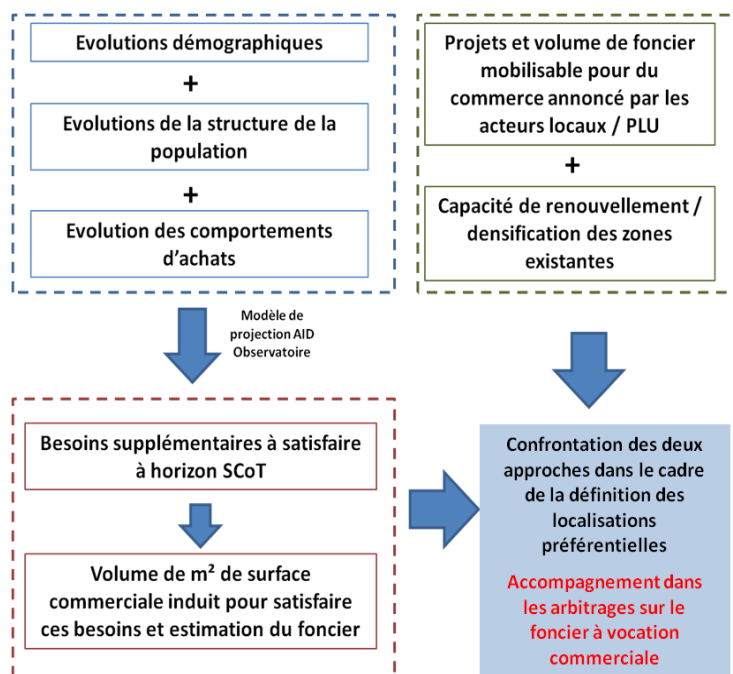 Evolutions démographiques
+
Evolutions de la structure de la
population
+
Evolution des comportements
d'achats
Projets et volume de foncier
mobilisable pour du
commerce annoncé par les
acteurs locaux / PLU
+
Capacité de renouvellement /
densification des zones
existantes
Modèle de
projection AID
Observatoire
Besoins supplémentaires à satisfaire
à horizon SCoT
Volume de m² de surface
commerciale induit pour satisfaire
ces besoins et estimation du foncier
Confrontation des deux
approches dans le cadre
de la définition des
localisations
préférentielles
Accompagnement dans
les arbitrages sur le
foncier à vocation
commerciale